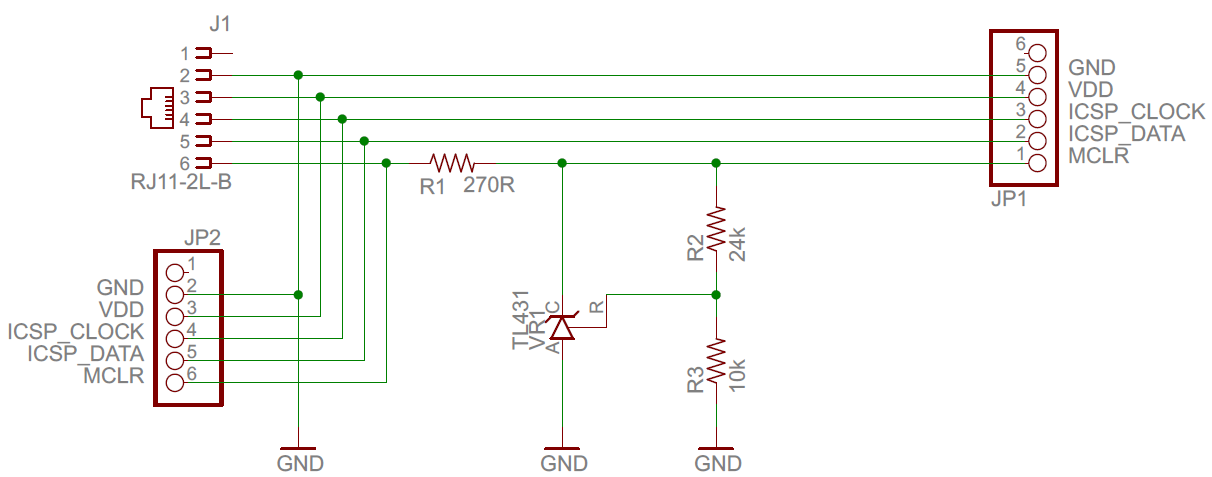 J1
1
2
3
4
5
6
RJ11-2L-B
R1
270R
6
5
4
3
2
1
GND
VDD
ICSP_CLOCK
ICSP_DATA
MCLR
JP1
JP2
1
2
3
4
5
6
GND
VDD
ICSP_CLOCK
ICSP_DATA
MCLR
TL431
VR1
C
R
A
R2
24k
R3
10k
GND
GND
GND